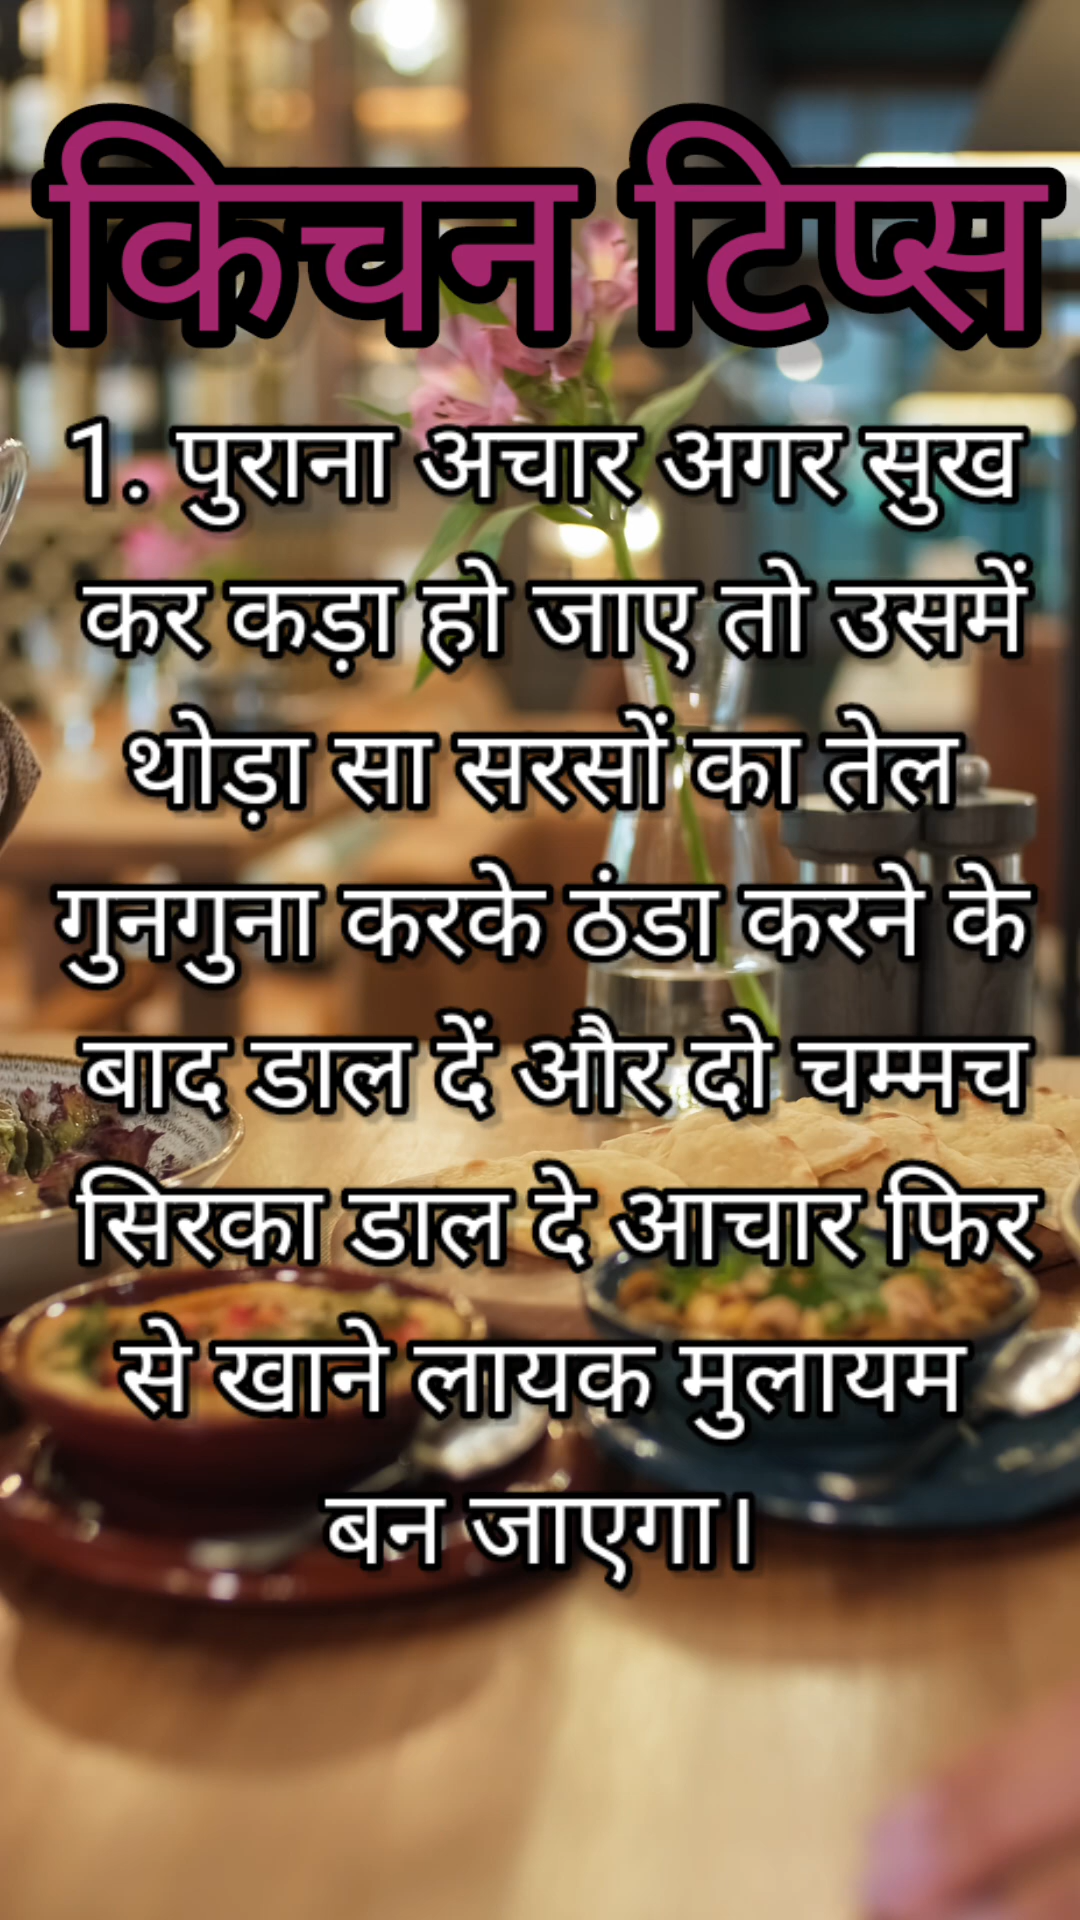 किचन टिप्स
1. पुराना अचार अगर सुख
कर कड़ा हो जाए तो उसमें
थोड़ा सा सरसों का तेल
गुनगुना करके ठंडा करने के
बाद डाल दें और दो चम्मच
सिरका डाल दे आचार फिर
से खाने लायक मुलायम
बन जाएगा।